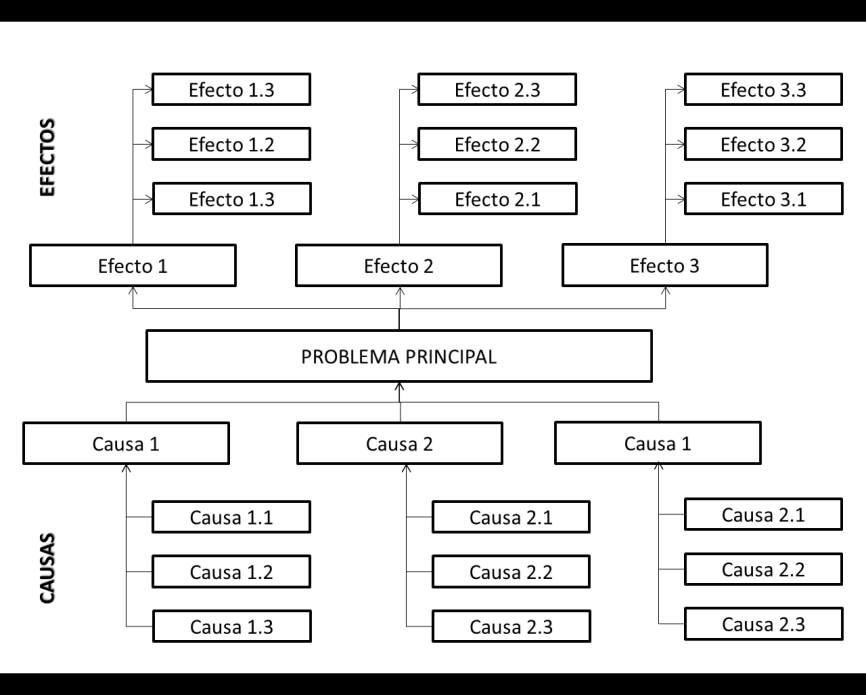 EFECTOS
Efecto 1.3
Efecto 2.3
Efecto 3.3
Efecto 1.2
Efecto 2.2
Efecto 3.2
Efecto 1.3
Efecto 2.1
Efecto 3.1
Efecto 1
Efecto 2
Efecto 3
PROBLEMA PRINCIPAL
Causa 1
Causa 2
Causa 1
CAUSAS
Causa 1.1
Causa 2.1
Causa 2.1
Causa 1.2
Causa 2.2
Causa 2.2
Causa 1.3
Causa 2.3
Causa 2.3